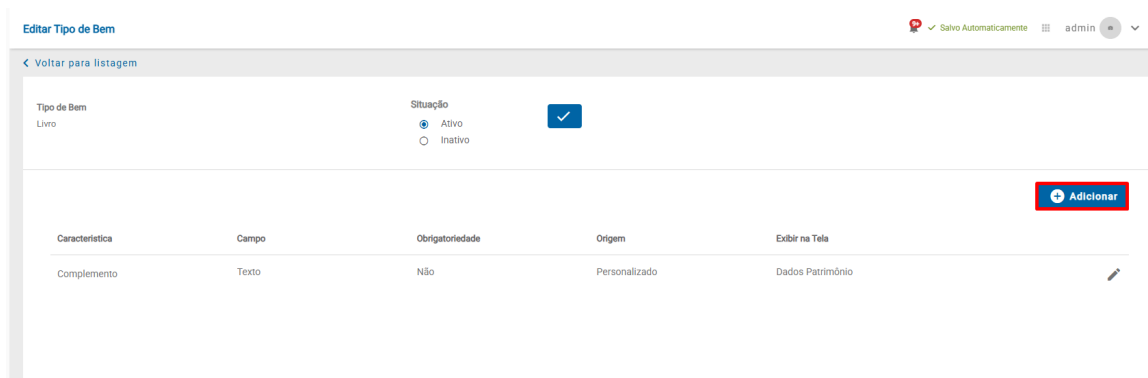 Editar Tipo de Bem
9+
Salvo Automaticamente
admin
Voltar para listagem
Tipo de Bem
Livro
Situação
Ativo
Inativo
Adicionar
Característica Campo Obrigatoriedade Origem Exibir na Tela
Complemento Texto Não Personalizado Dados Patrimônio